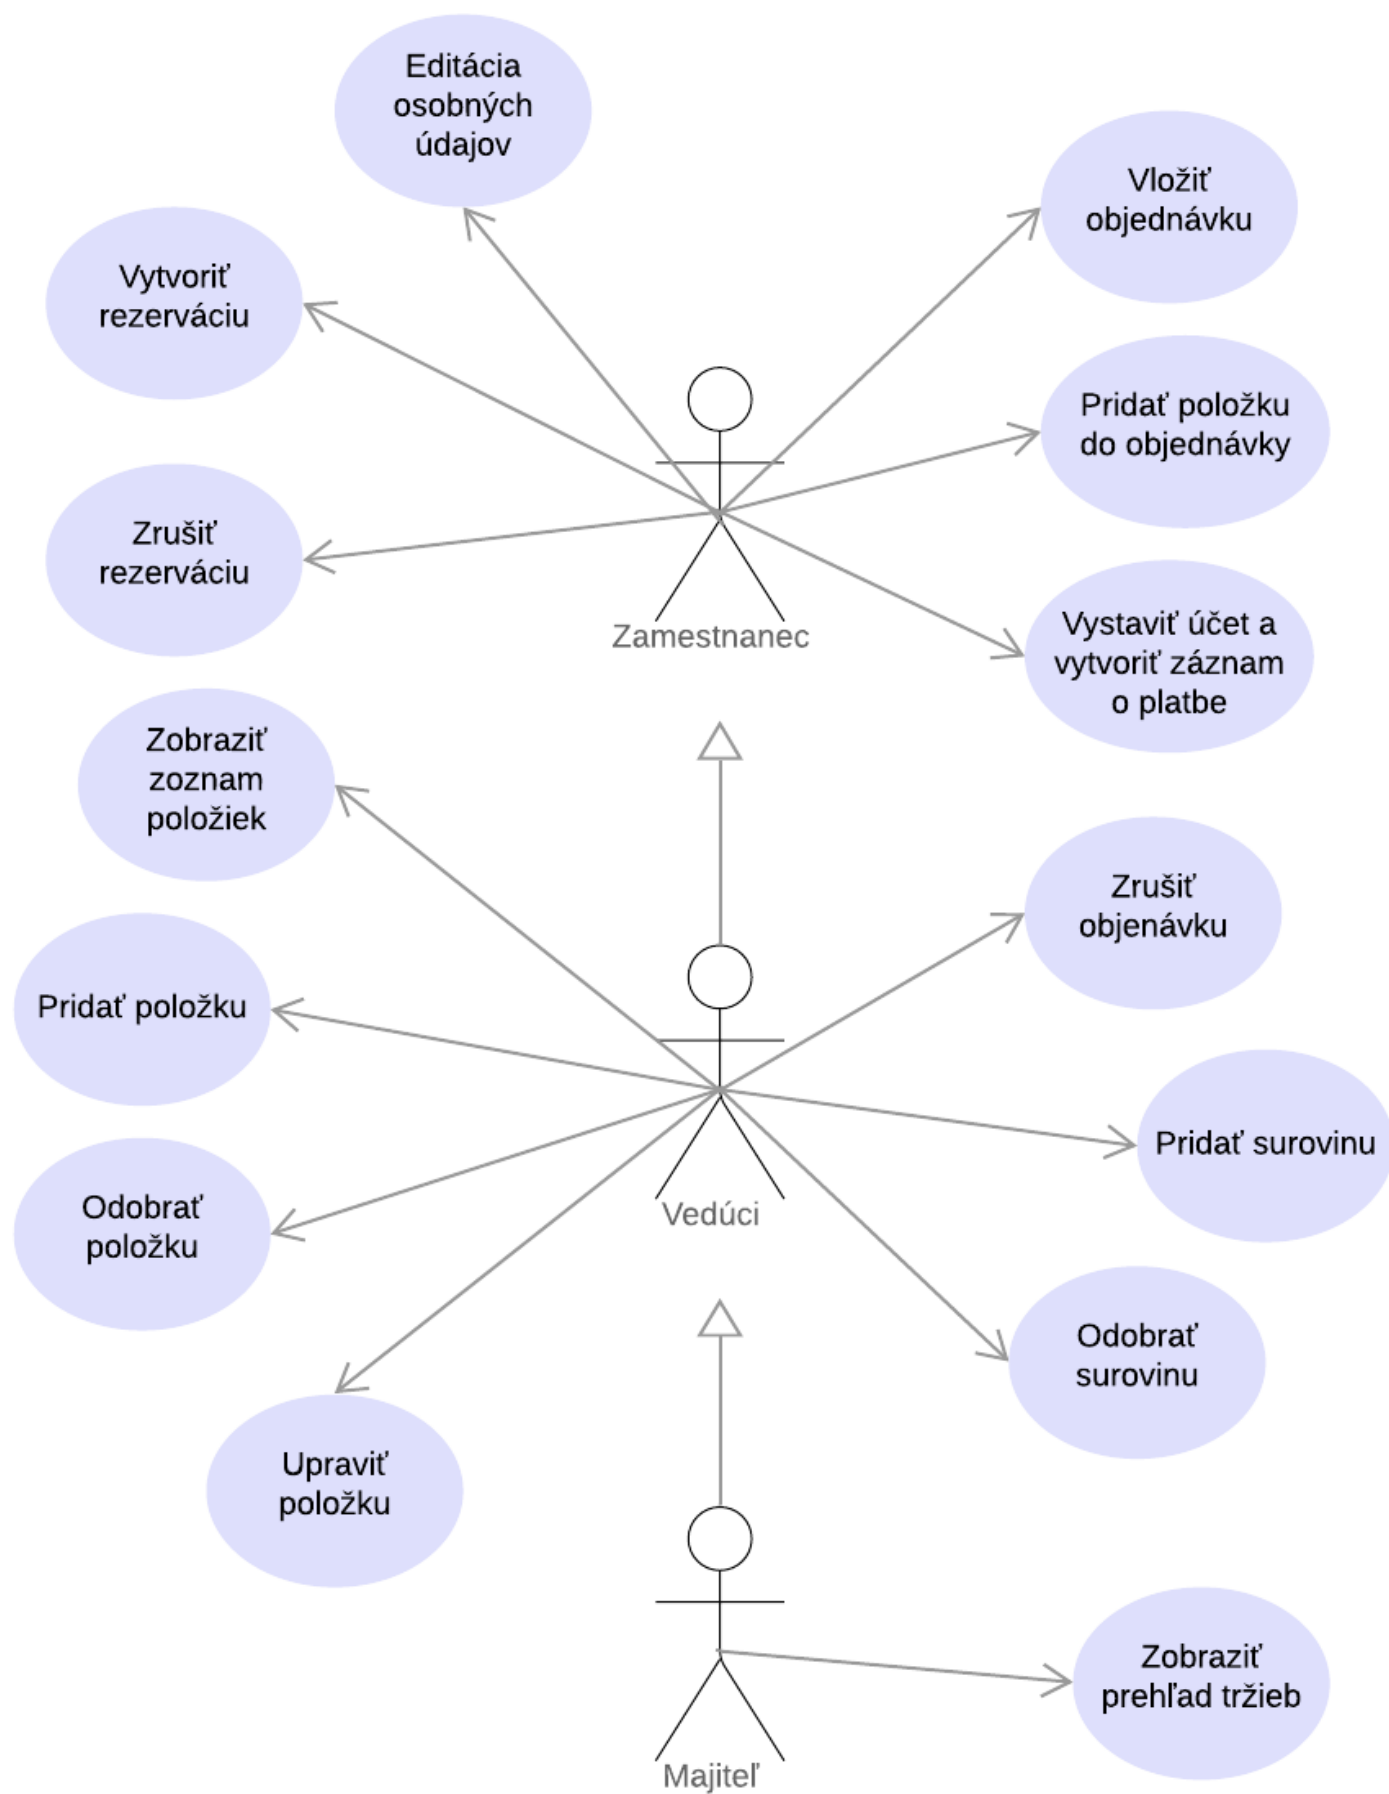 Editácia
osobných
údajov
Vložiť
objednávku
Vytvoriť
rezerváciu
Pridať položku
do objednávky
Zrušiť
rezerváciu
Zamestnanec
Vystaviť účet a
vytvoriť záznam
o platbe
Zobraziť
zoznam
položiek
Zrušiť
objenávku
Pridať položku
Pridať surovinu
Odobrať
položku
Vedúci
Odobrať
surovinu
Upraviť
položku
Zobraziť
prehľad tržieb
Majiteľ